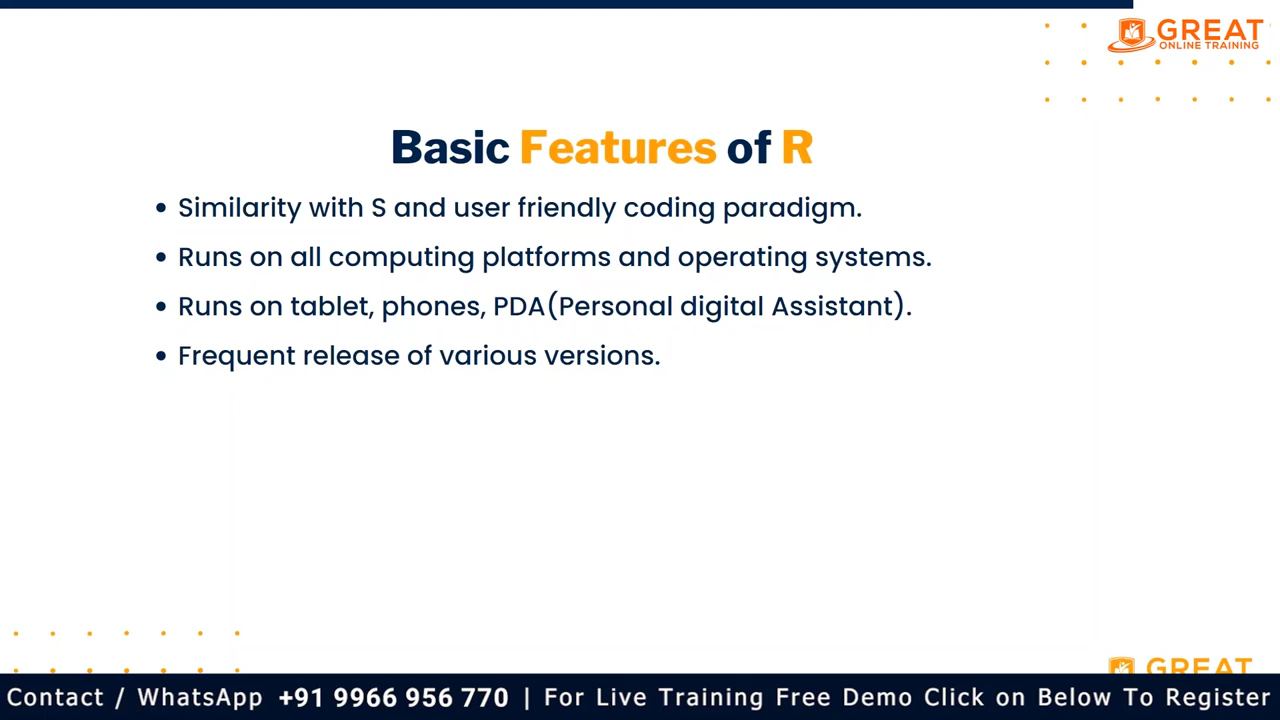 GREAT
ONLINE TRAINING
Basic Features of R
• Similarity with S and user friendly coding paradigm.
• Runs on all computing platforms and operating systems.
• Runs on tablet, phones, PDA(Personal digital Assistant).
• Frequent release of various versions.
GREAT
Contact / WhatsApp +91 9966 956 770 | For Live Training Free Demo Click on Below To Register